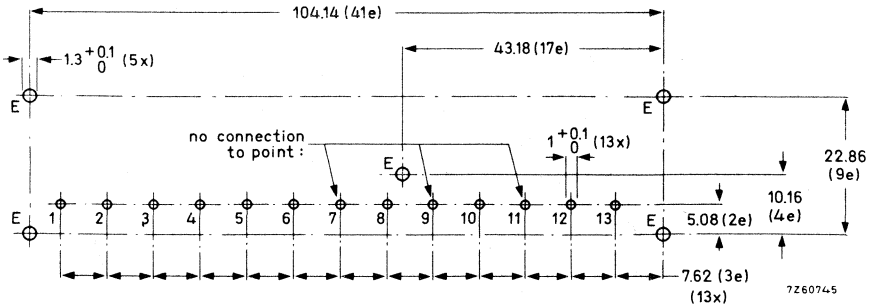 104.14 (41e)
43.18 (17e)
1.3 +0.1 0 (5x)
E
E
no connection
to point :
1 +0.1 0 (13x)
E
22.86
(9e)
10.16
(4e)
E 1 2 3 4 5 6 7 8 9 10 11 12 13 E
5.08 (2e)
7.62 (3e)
(13x)
7Z60745